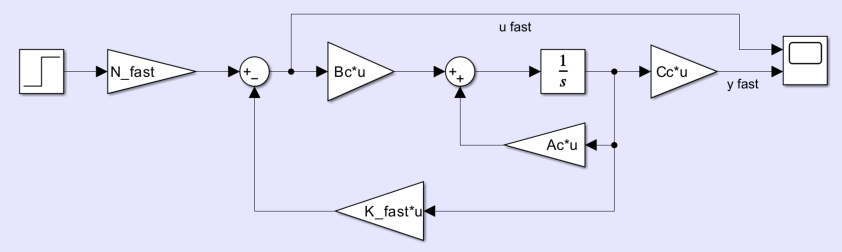 u fast
N_fast
+
−
Bc*u
+
+
1
s
Cc*u
y fast
Ac*u
K_fast*u